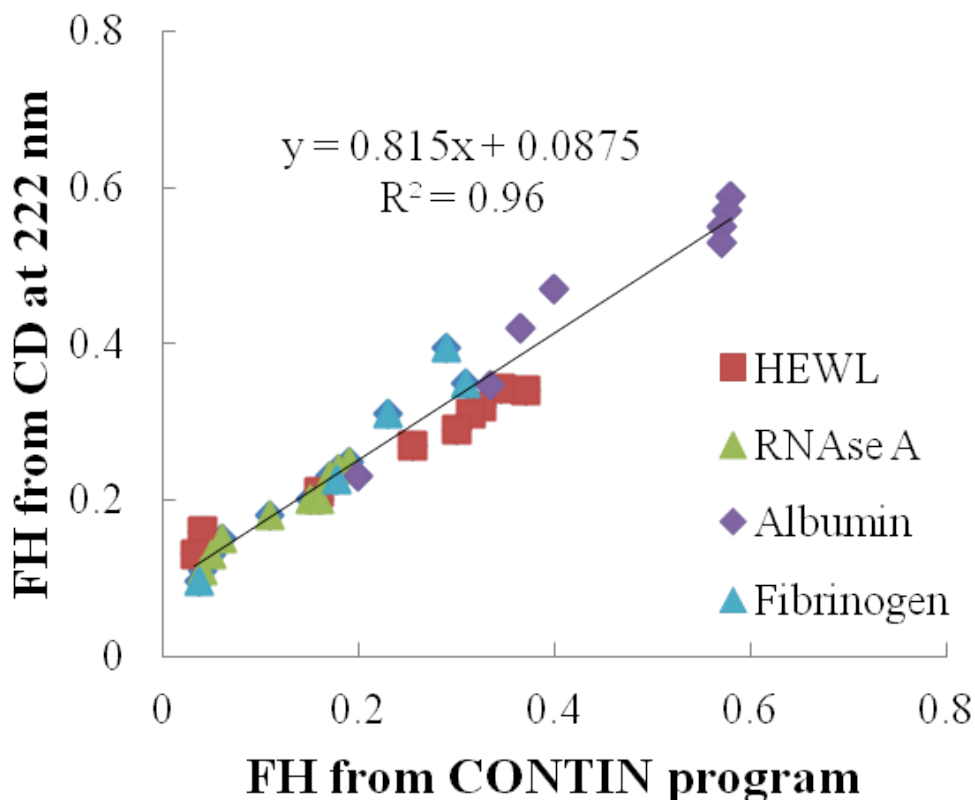 0.8
0.6
0.4
0.2
0
FH from CD at 222 nm
y = 0.815x + 0.0875
R² = 0.96
HEWL
RNAse A
Albumin
Fibrinogen
0 0.2 0.4 0.6 0.8
FH from CONTIN program